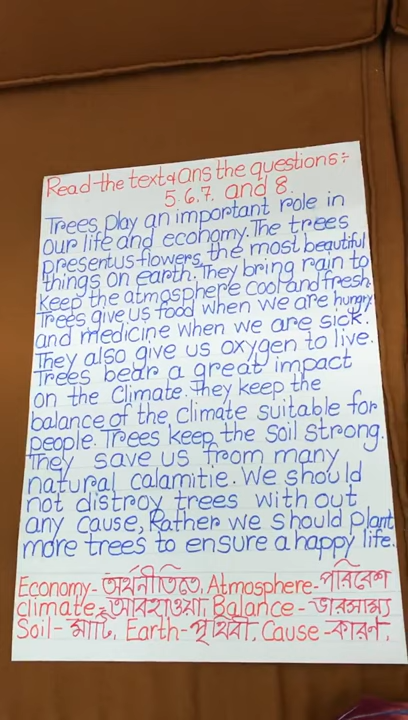 Read the text & ans the questions÷
5.6.7. and 8.
Trees play an important role in
our life and economy. The trees
present us flowers, the most beautiful
things on earth. They bring rain to
keep the atmosphere cool and fresh.
Trees give us food when we are hungry
and medicine when we are sick.
They also give us oxygen to live.
Trees bear a great impact
on the Climate. They keep the
balance of the Climate suitable for
people. Trees keep the Soil strong.
They save us from many
natural calamitie. We should
not distroy trees with out
any cause, Rather we should plant
more trees to ensure a happy life.
Economy - অর্থনীতিতে, Atmosphere - পরিবেশ
climate = আবহাওয়া, Balance - ভারসাম্য
Soil - মাটি, Earth - পৃথিবী, Cause - কারণ,